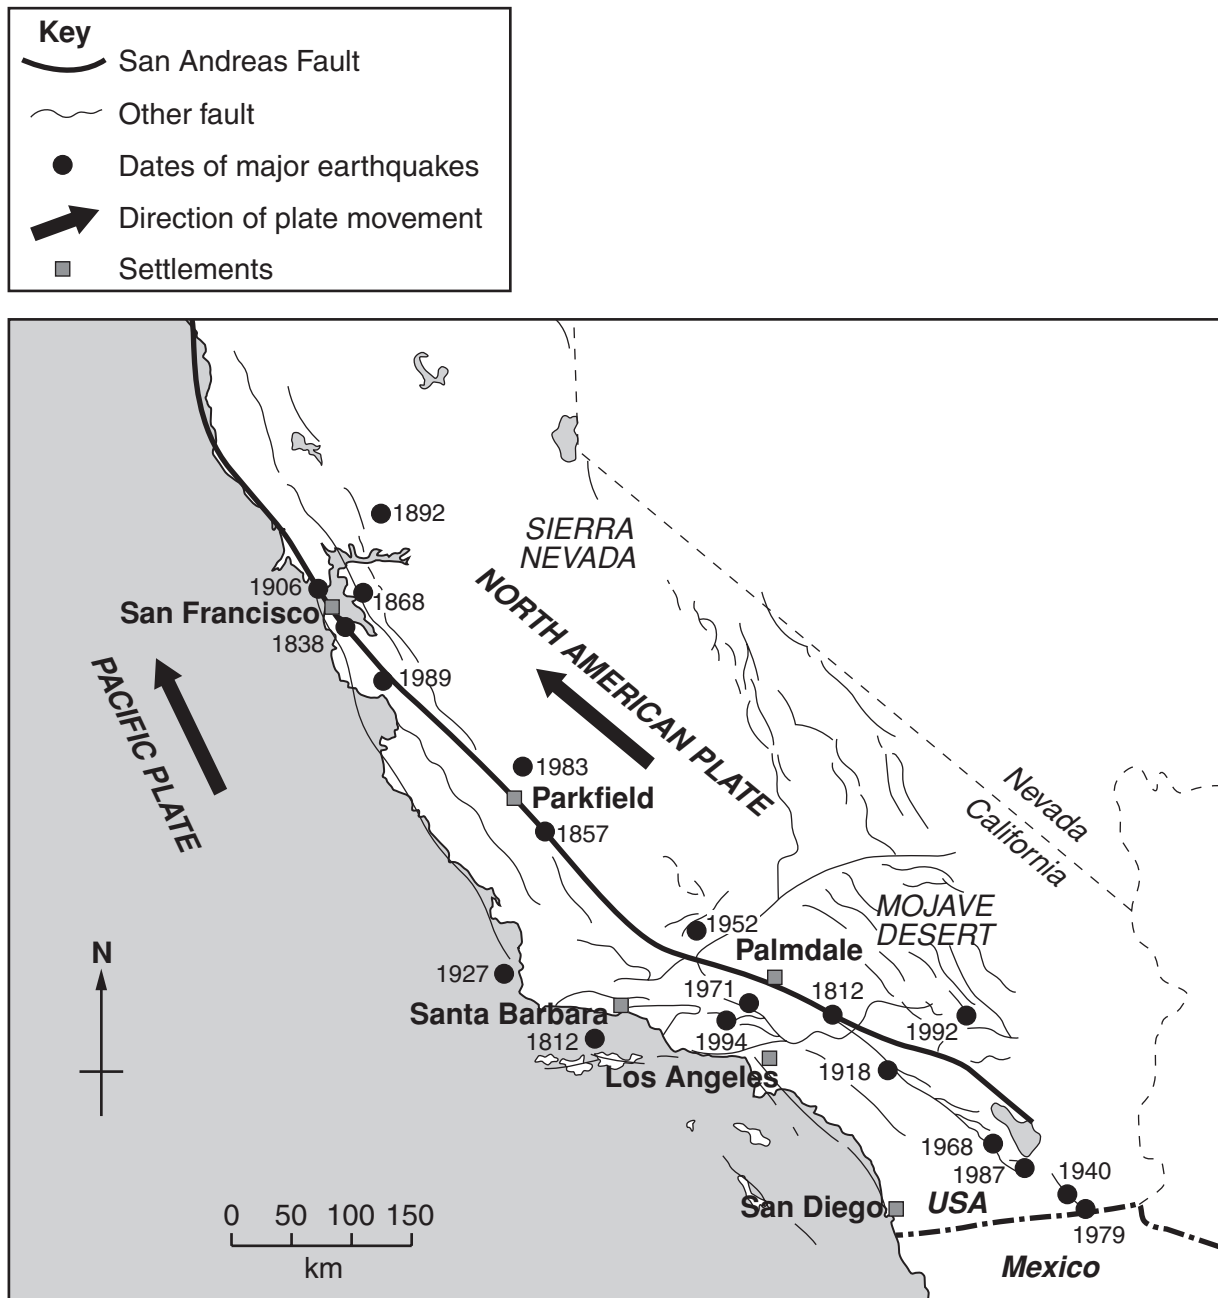 Key
San Andreas Fault
Other fault
Dates of major earthquakes
Direction of plate movement
Settlements
1892
SIERRA
NEVADA
1906
1868
San Francisco
1838
NORTH AMERICAN PLATE
PACIFIC PLATE
1989
1983
Parkfield
1857
Nevada
California
MOJAVE
DESERT
1952
Palmdale
N
1927
1971
1812
Santa Barbara
1992
1812
1994
Los Angeles
1918
1968
1987
1940
San Diego
USA
1979
0 50 100 150
km
Mexico